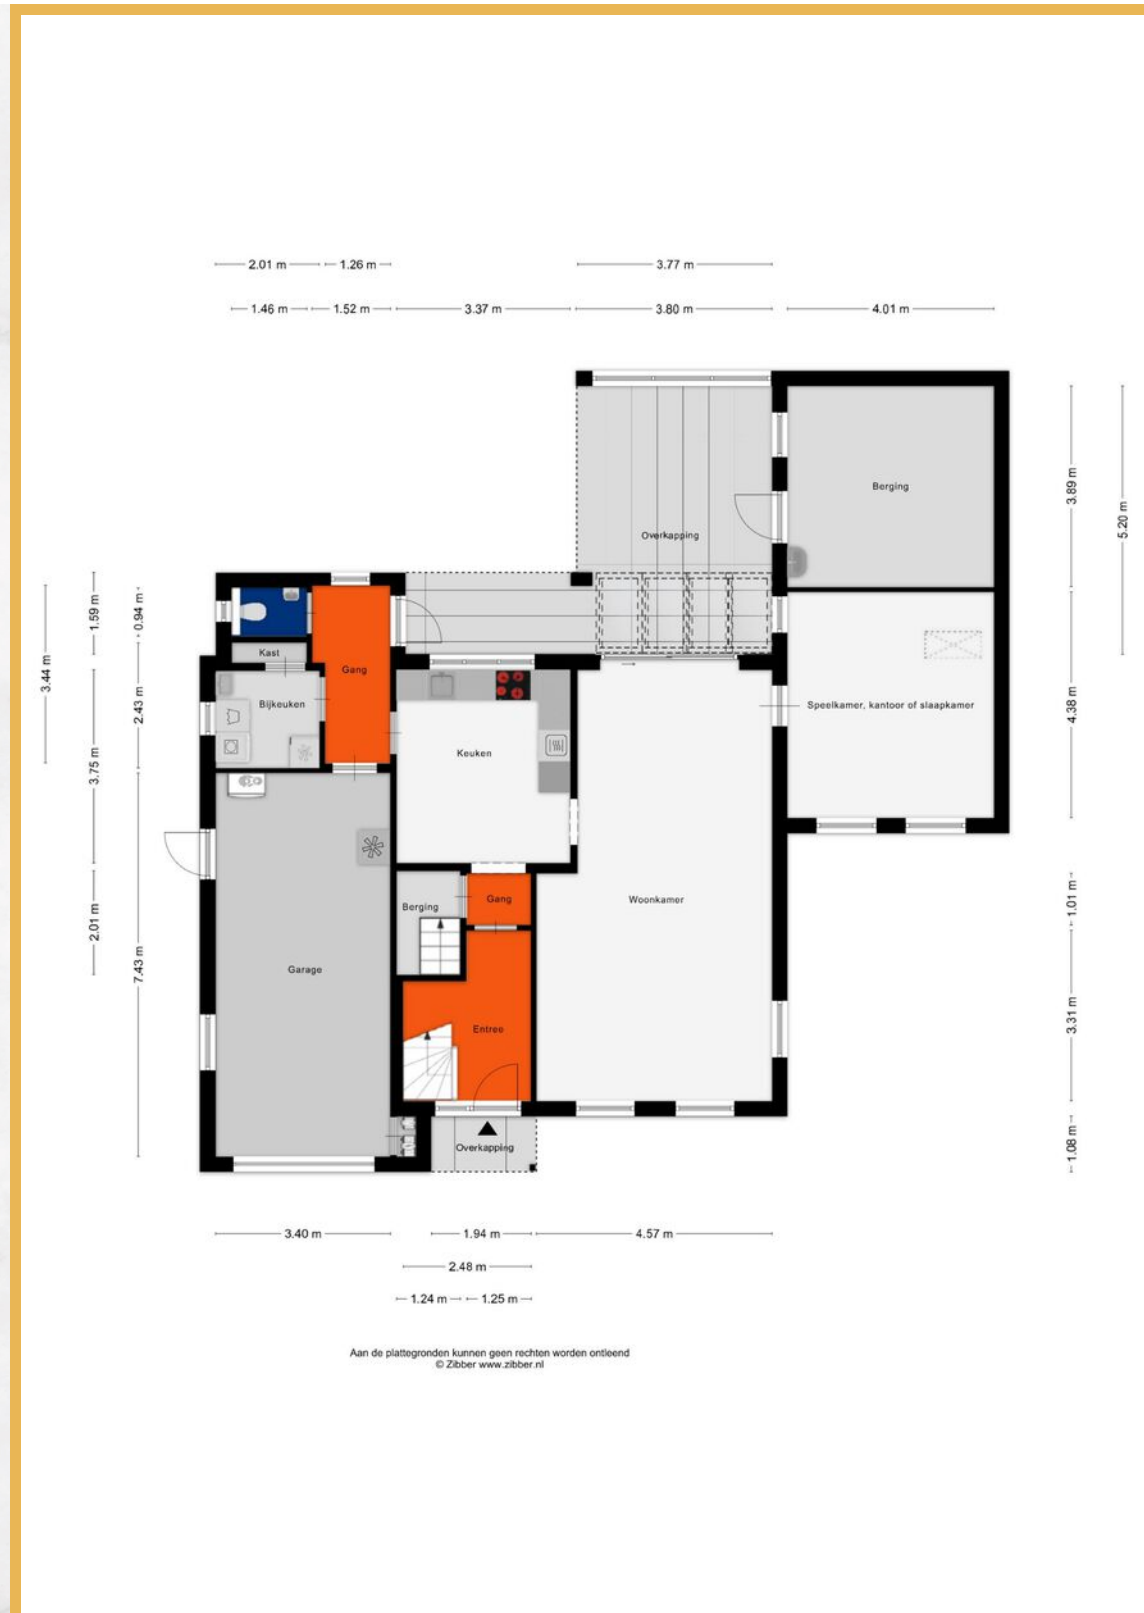 2.01 m
1.26 m
3.77 m
1.46 m
1.52 m
3.37 m
3.80 m
4.01 m
3.89 m
5.20 m
Berging
Overkapping
1.59 m
0.94 m
3.44 m
Kast
Gang
2.43 m
Bijkeuken
Speelkamer, kantoor of slaapkamer
4.38 m
Keuken
3.75 m
Gang
Woonkamer
Berging
1.01 m
2.01 m
7.43 m
Garage
Entree
3.31 m
Overkapping
1.08 m
3.40 m
1.94 m
4.57 m
2.48 m
1.24 m
1.25 m
Aan de plattegronden kunnen geen rechten worden ontleend
© Zibber www.zibber.nl